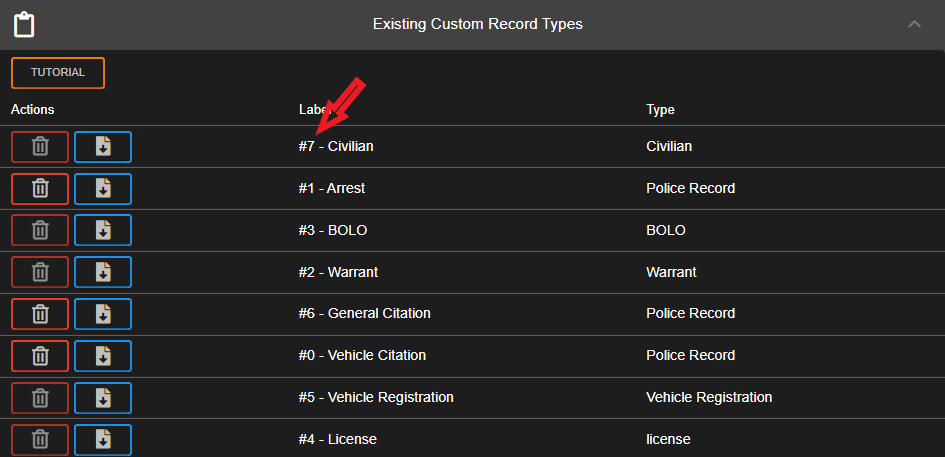 Existing Custom Record Types
TUTORIAL
Actions Label Type
#7 - Civilian Civilian
#1 - Arrest Police Record
#3 - BOLO BOLO
#2 - Warrant Warrant
#6 - General Citation Police Record
#0 - Vehicle Citation Police Record
#5 - Vehicle Registration Vehicle Registration
#4 - License license